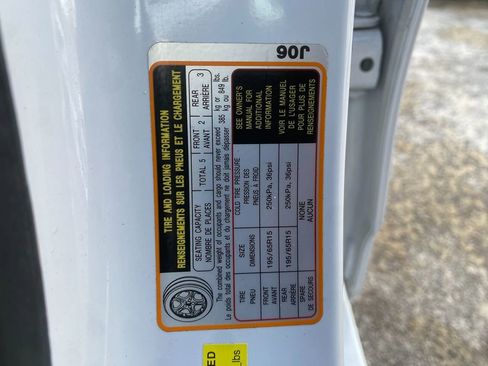 J06
TIRE AND LOADING INFORMATION
RENSEIGNEMENTS SUR LES PNEUS ET LE CHARGEMENT
SEATING CAPACITY TOTAL 5 FRONT 2 REAR 3
NOMBRE DE PLACES AVANT ARRIÈRE
The combined weight of occupants and cargo should never exceed 385 kg or 849 lbs.
Le poids total des occupants et du chargement ne doit jamais dépasser 385 kg ou 849 lb.
TIRE SIZE COLD TIRE PRESSURE
PNEU DIMENSIONS PRESSION DES PNEUS A FROID
FRONT 195/65R15 250kPa, 36psi
AVANT
REAR 195/65R15 250kPa, 36psi
ARRIÈRE
SPARE NONE
DE SECOURS AUCUN
SEE OWNER'S
MANUAL FOR
ADDITIONAL
INFORMATION
VOIR LE MANUEL
DE L'USAGER
POUR PLUS DE
RENSEIGNEMENTS
ED
lbs